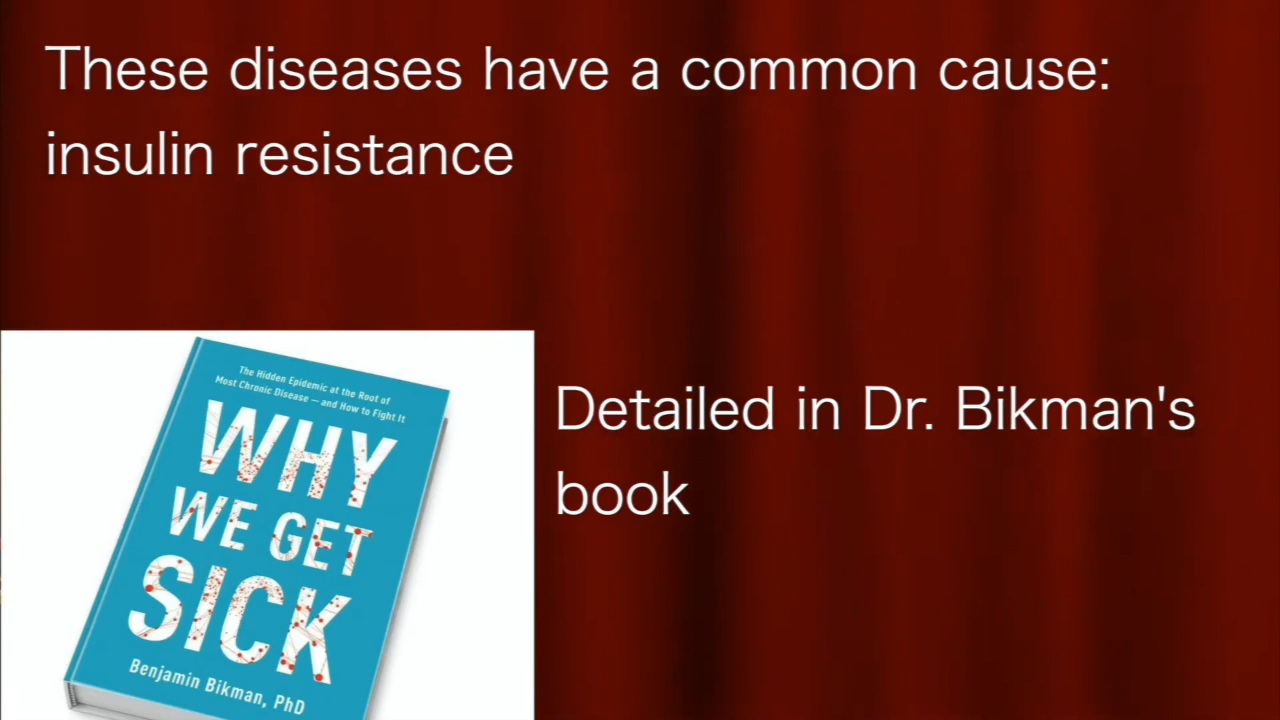 These diseases have a common cause:
insulin resistance
The Hidden Epidemic at the Root of
Most Chronic Disease — and How to Fight It
WHY
WE GET
SICK
Benjamin Bikman, PhD
Detailed in Dr. Bikman's
book